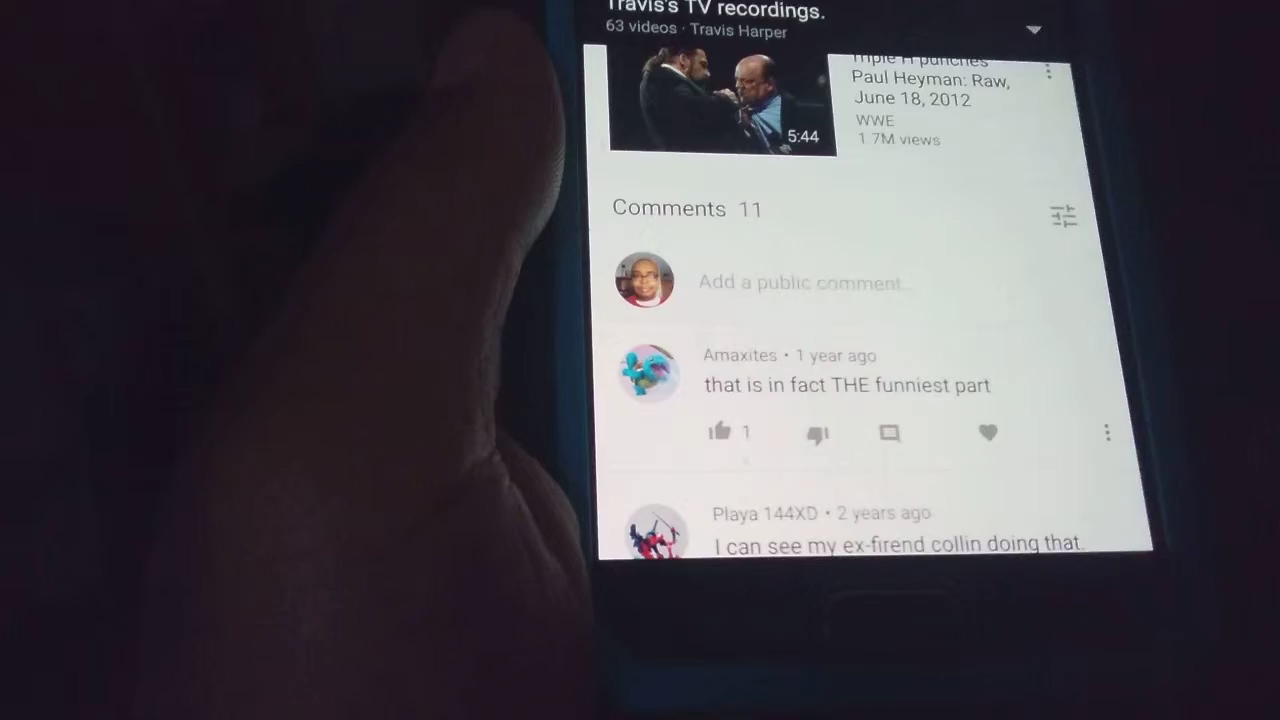 Travis's TV recordings.
63 videos · Travis Harper
Triple H punches
Paul Heyman: Raw,
June 18, 2012
WWE
1.7M views
5:44
Comments 11
Add a public comment...
Amaxites • 1 year ago
that is in fact THE funniest part
1
Playa 144XD • 2 years ago
I can see my ex-firend collin doing that.